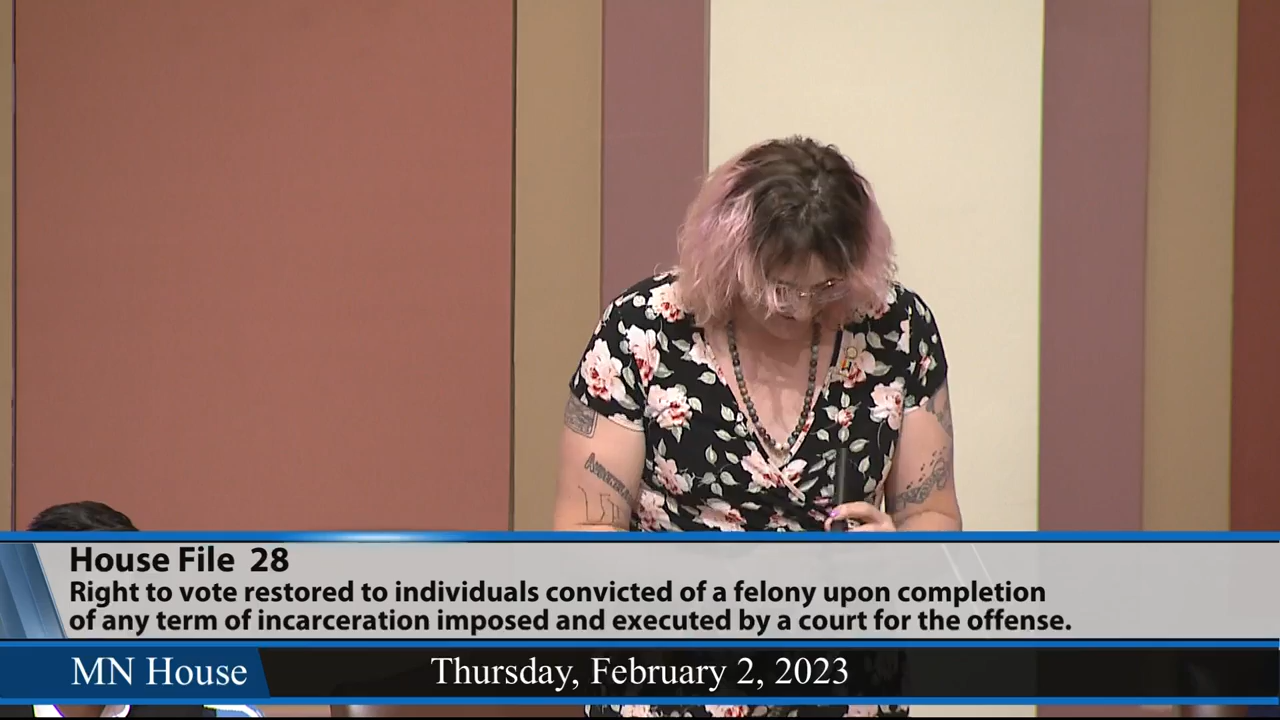 House File 28
Right to vote restored to individuals convicted of a felony upon completion
of any term of incarceration imposed and executed by a court for the offense.
MN House
Thursday, February 2, 2023